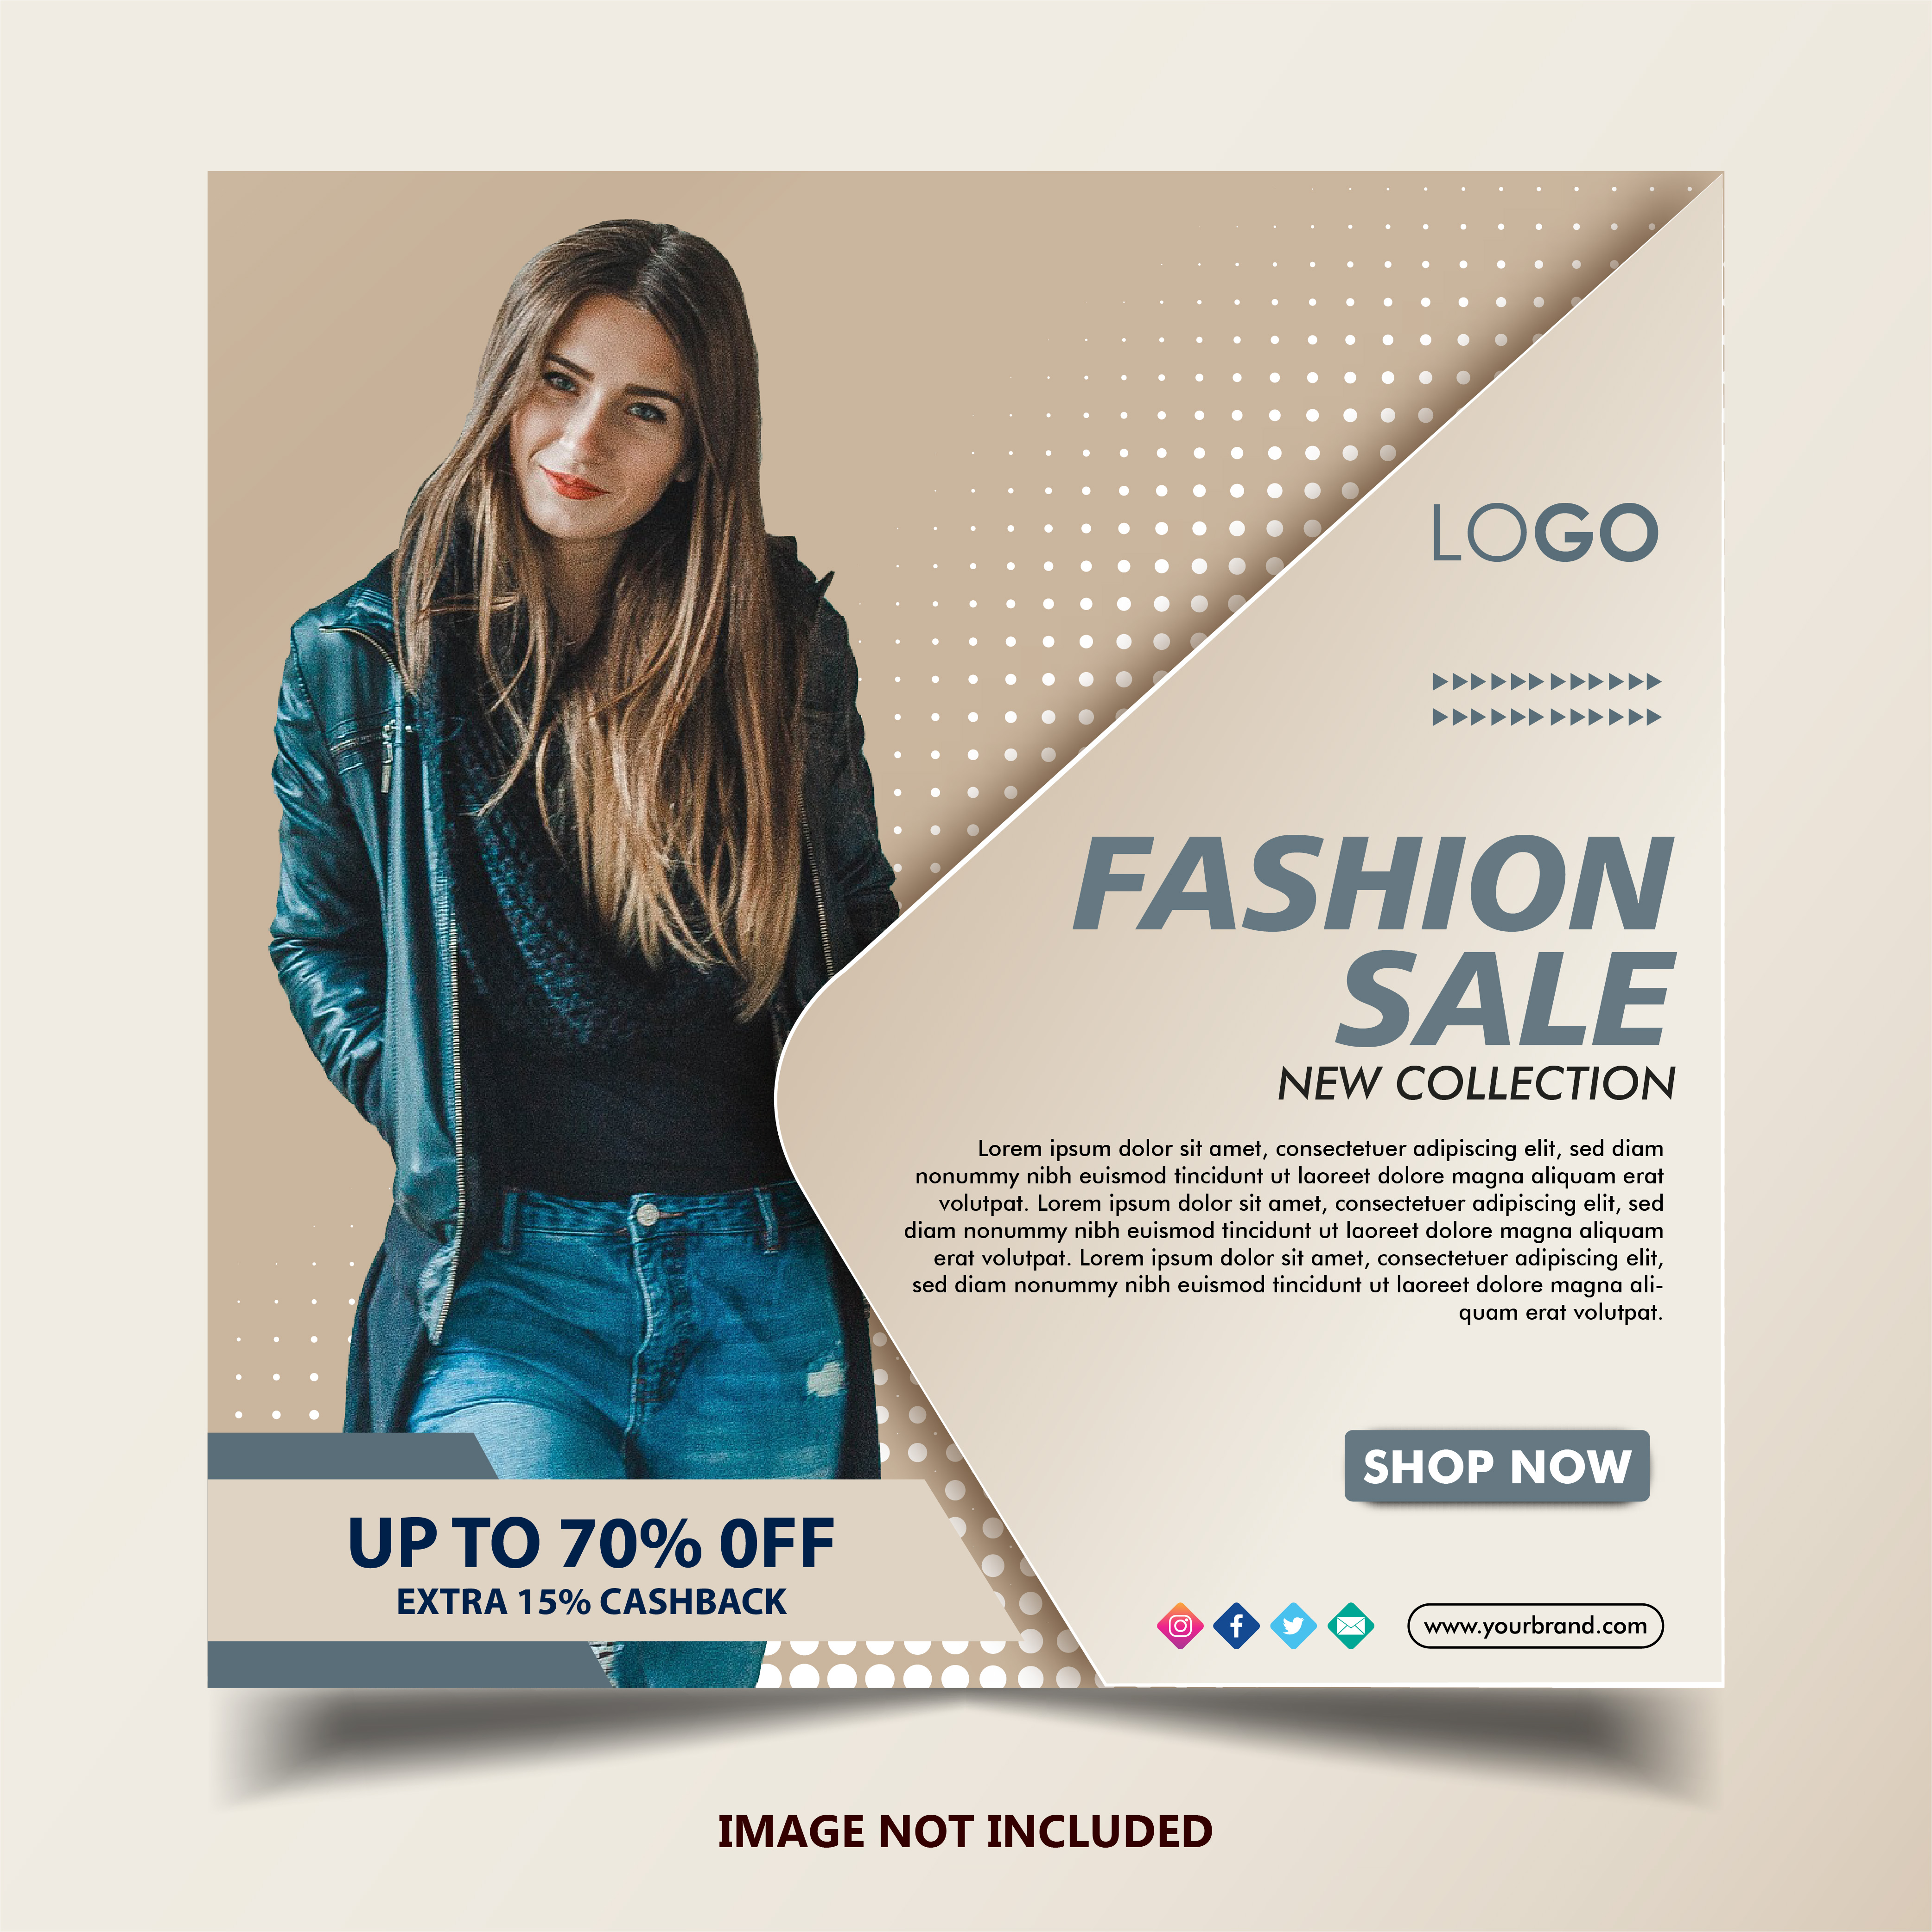 LOGO
FASHION
SALE
NEW COLLECTION
Lorem ipsum dolor sit amet, consectetuer adipiscing elit, sed diam
nonummy nibh euismod tincidunt ut laoreet dolore magna aliquam erat
volutpat. Lorem ipsum dolor sit amet, consectetuer adipiscing elit, sed
diam nonummy nibh euismod tincidunt ut laoreet dolore magna aliquam
erat volutpat. Lorem ipsum dolor sit amet, consectetuer adipiscing elit,
sed diam nonummy nibh euismod tincidunt ut laoreet dolore magna ali-
quam erat volutpat.
SHOP NOW
UP TO 70% 0FF
EXTRA 15% CASHBACK
www.yourbrand.com
IMAGE NOT INCLUDED